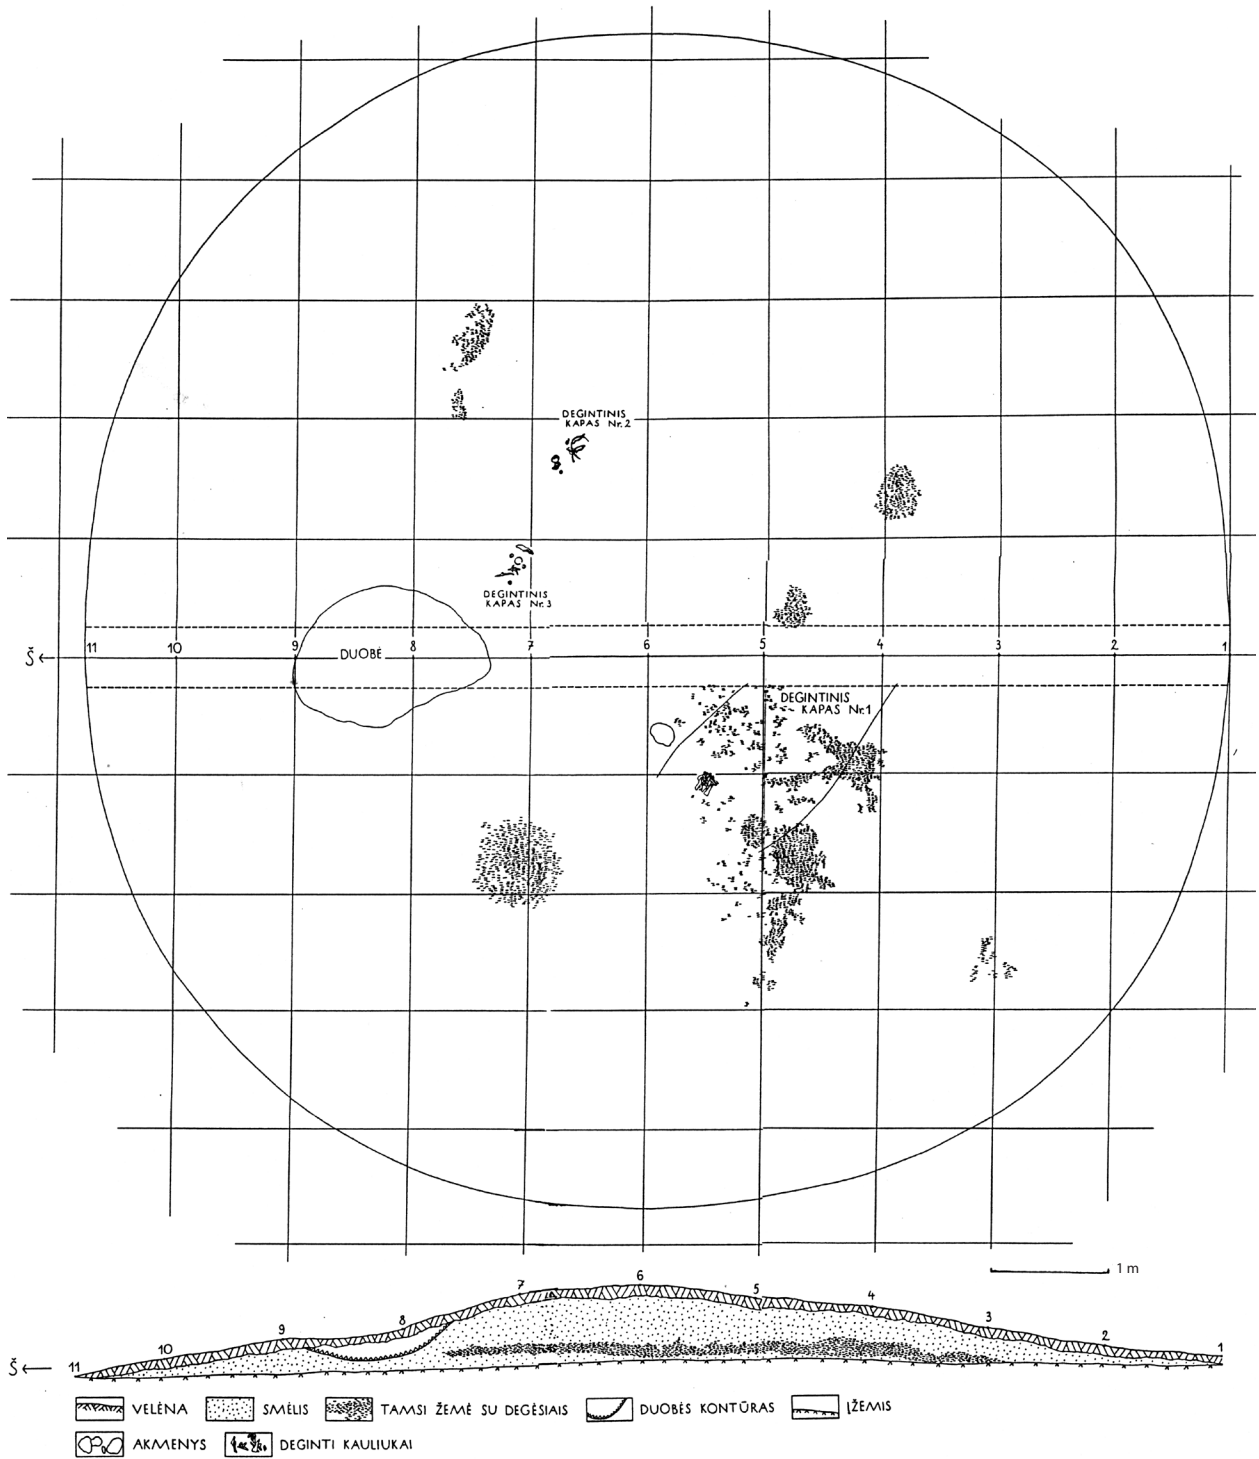 DEGINTINIS
KAPAS Nr.2
DEGINTINIS
KAPAS Nr.3
Š ← 11 10 9 8 7 6 5 4 3 2 1
DUOBĖ
DEGINTINIS
KAPAS Nr.1
1 m
Š ← 11 10 9 8 7 6 5 4 3 2 1
VELĖNA SMĖLIS TAMSI ŽEMĖ SU DEGĖSIAIS DUOBĖS KONTŪRAS ĮŽEMIS
AKMENYS DEGINTI KAULIUKAI